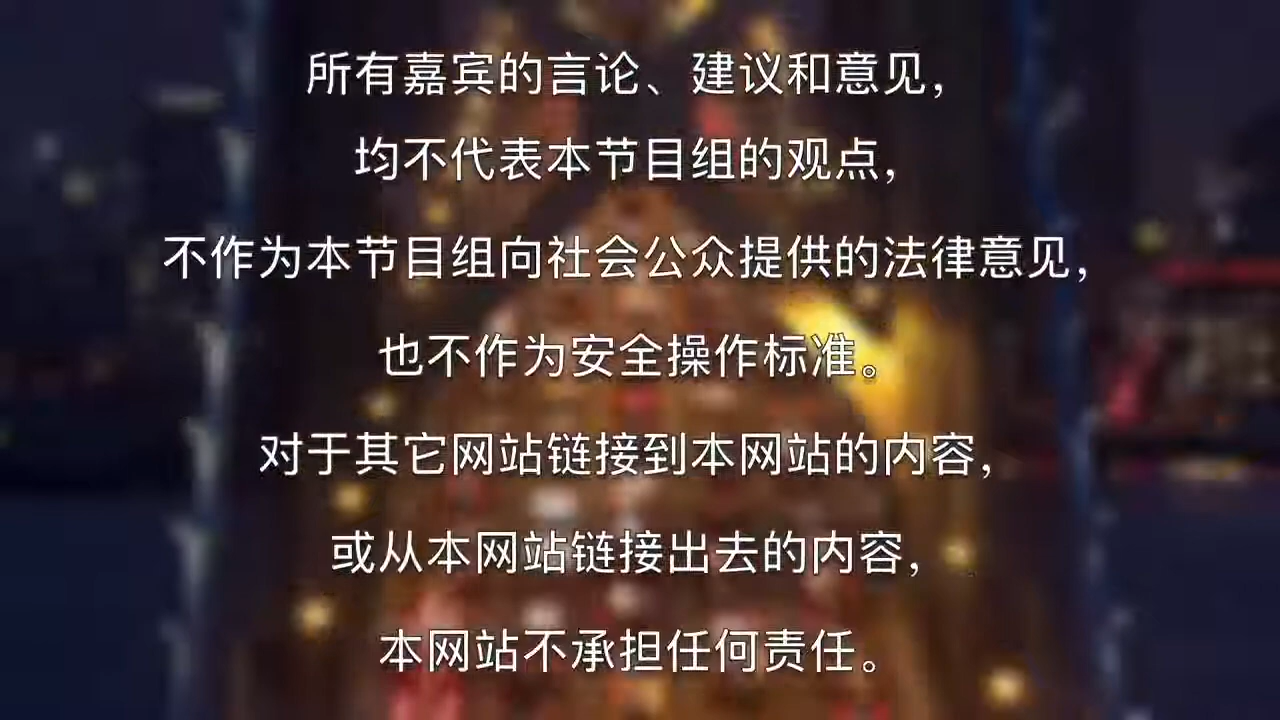 所有嘉宾的言论、建议和意见，
均不代表本节目组的观点，
不作为本节目组向社会公众提供的法律意见，
也不作为安全操作标准。
对于其它网站链接到本网站的内容，
或从本网站链接出去的内容，
本网站不承担任何责任。